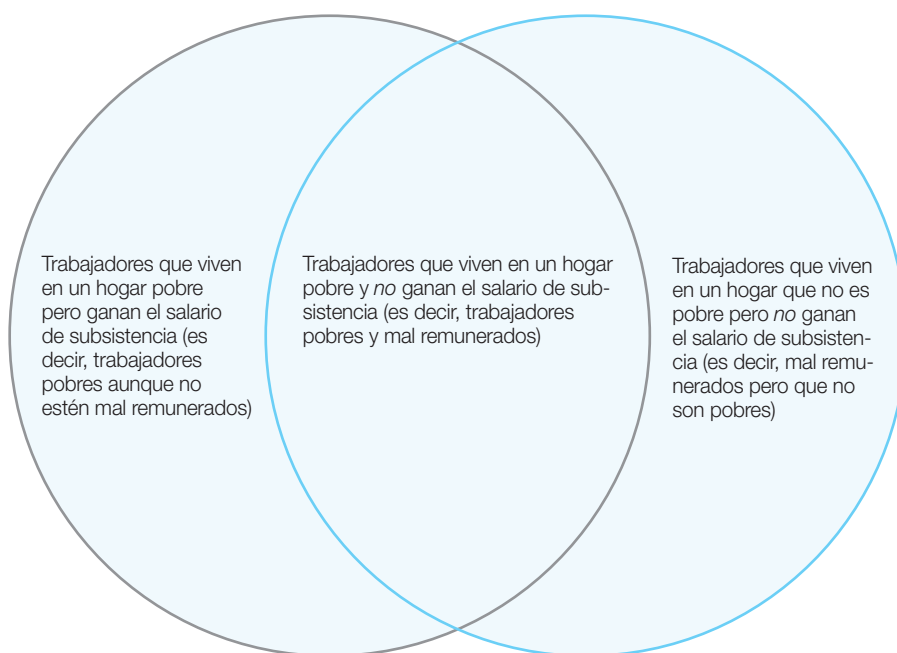 Trabajadores que viven
en un hogar pobre
pero ganan el salario
de subsistencia (es
decir, trabajadores
pobres aunque no
estén mal remunerados)
Trabajadores que viven en un hogar
pobre y no ganan el salario de sub-
sistencia (es decir, trabajadores
pobres y mal remunerados)
Trabajadores que viven
en un hogar que no es
pobre pero no ganan
el salario de subsisten-
cia (es decir, mal remu-
nerados pero que no
son pobres)